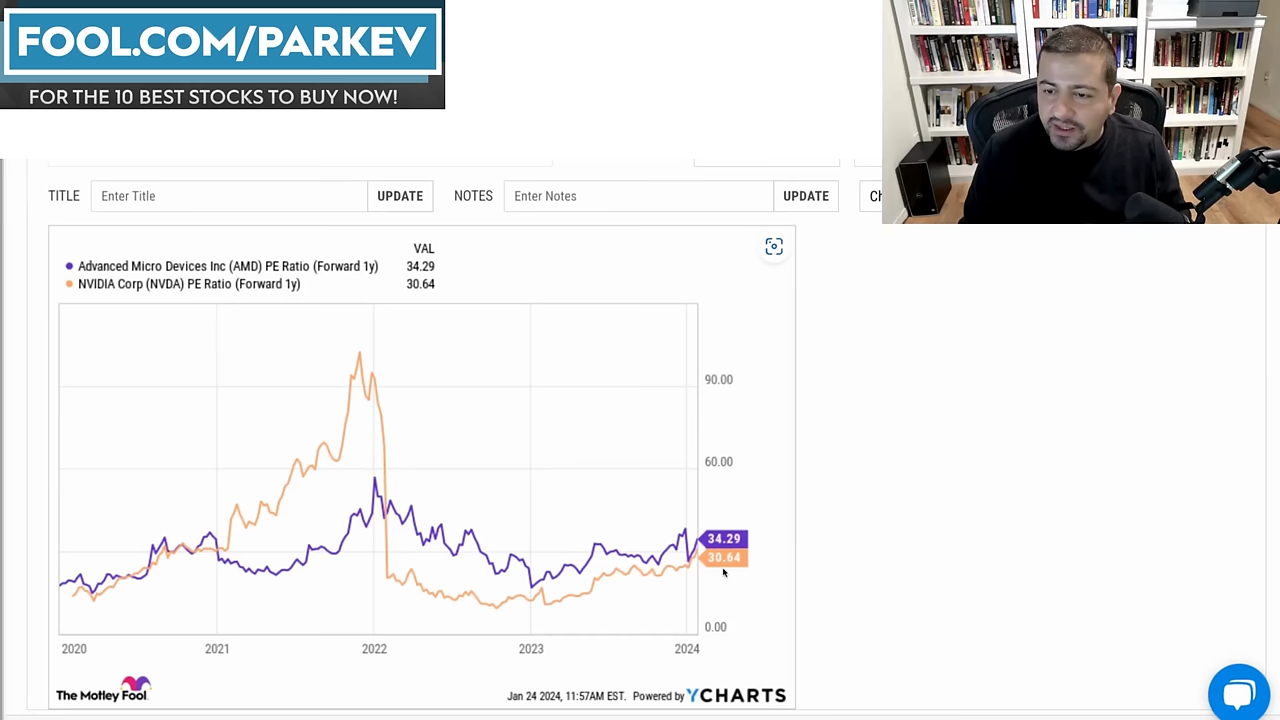 FOOL.COM/PARKEV
FOR THE 10 BEST STOCKS TO BUY NOW!
TITLE Enter Title UPDATE NOTES Enter Notes UPDATE
VAL
Advanced Micro Devices Inc (AMD) PE Ratio (Forward 1y) 34.29
NVIDIA Corp (NVDA) PE Ratio (Forward 1y) 30.64
90.00
60.00
34.29
30.64
0.00
2020 2021 2022 2023 2024
The Motley Fool. Jan 24 2024, 11:57AM EST. Powered by YCHARTS